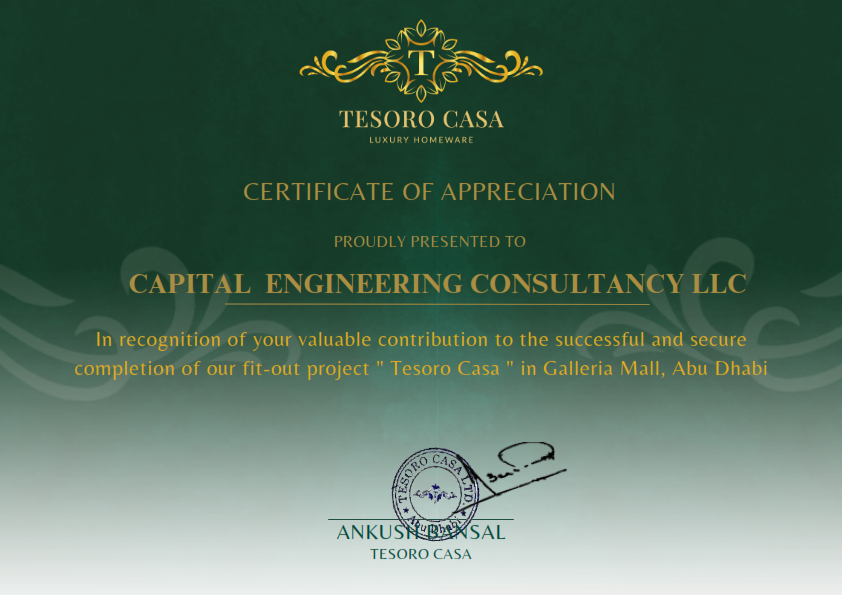 T
TESORO CASA
LUXURY HOMEWARE
CERTIFICATE OF APPRECIATION
PROUDLY PRESENTED TO
CAPITAL ENGINEERING CONSULTANCY LLC
In recognition of your valuable contribution to the successful and secure
completion of our fit-out project " Tesoro Casa " in Galleria Mall, Abu Dhabi
TESORO CASA LTD.
Abu Dhabi
ANKUSH BANSAL
TESORO CASA